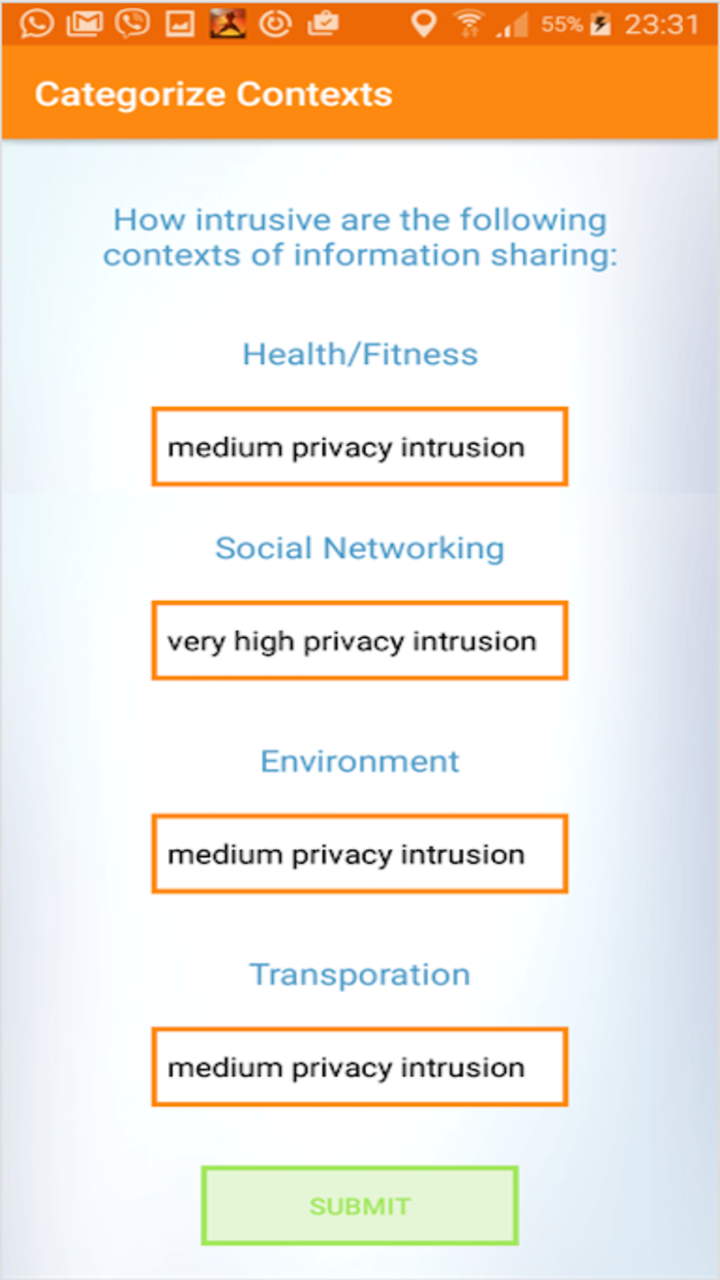 55% 23:31
Categorize Contexts
How intrusive are the following
contexts of information sharing:
Health/Fitness
medium privacy intrusion
Social Networking
very high privacy intrusion
Environment
medium privacy intrusion
Transporation
medium privacy intrusion
SUBMIT